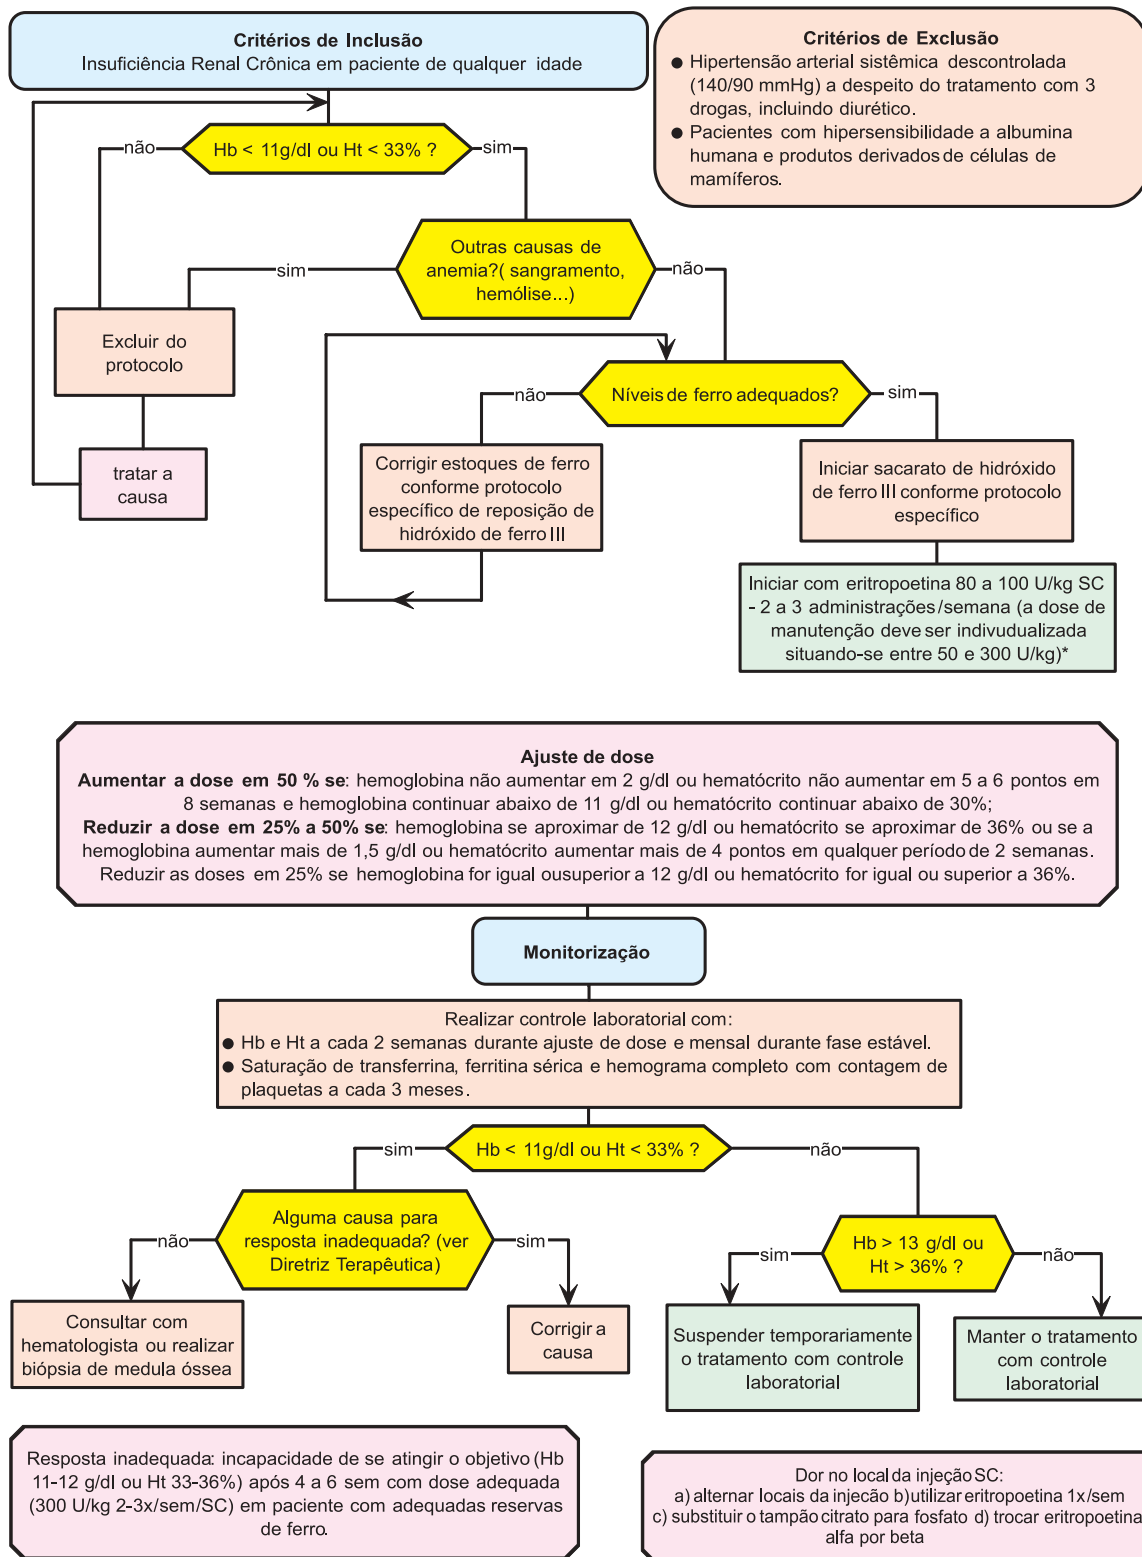 Critérios de Inclusão
Insuficiência Renal Crônica em paciente de qualquer idade
Critérios de Exclusão
● Hipertensão arterial sistêmica descontrolada
(140/90 mmHg) a despeito do tratamento com 3
drogas, incluindo diurético.
● Pacientes com hipersensibilidade a albumina
humana e produtos derivados de células de
mamíferos.
não
Hb < 11g/dl ou Ht < 33% ?
sim
Outras causas de
anemia?( sangramento,
hemólise...)
sim
não
Excluir do
protocolo
tratar a
causa
não
Níveis de ferro adequados?
sim
Corrigir estoques de ferro
conforme protocolo
específico de reposição de
hidróxido de ferro III
Iniciar sacarato de hidróxido
de ferro III conforme protocolo
específico
Iniciar com eritropoetina 80 a 100 U/kg SC
- 2 a 3 administrações/semana (a dose de
manutenção deve ser indivudualizada
situando-se entre 50 e 300 U/kg)*
Ajuste de dose
Aumentar a dose em 50 % se: hemoglobina não aumentar em 2 g/dl ou hematócrito não aumentar em 5 a 6 pontos em
8 semanas e hemoglobina continuar abaixo de 11 g/dl ou hematócrito continuar abaixo de 30%;
Reduzir a dose em 25% a 50% se: hemoglobina se aproximar de 12 g/dl ou hematócrito se aproximar de 36% ou se a
hemoglobina aumentar mais de 1,5 g/dl ou hematócrito aumentar mais de 4 pontos em qualquer período de 2 semanas.
Reduzir as doses em 25% se hemoglobina for igual ousuperior a 12 g/dl ou hematócrito for igual ou superior a 36%.
Monitorização
Realizar controle laboratorial com:
● Hb e Ht a cada 2 semanas durante ajuste de dose e mensal durante fase estável.
● Saturação de transferrina, ferritina sérica e hemograma completo com contagem de
plaquetas a cada 3 meses.
sim
Hb < 11g/dl ou Ht < 33% ?
não
Alguma causa para
resposta inadequada? (ver
Diretriz Terapêutica)
não
sim
Hb > 13 g/dl ou
Ht > 36% ?
sim
não
Consultar com
hematologista ou realizar
biópsia de medula óssea
Corrigir a
causa
Suspender temporariamente
o tratamento com controle
laboratorial
Manter o tratamento
com controle
laboratorial
Resposta inadequada: incapacidade de se atingir o objetivo (Hb
11-12 g/dl ou Ht 33-36%) após 4 a 6 sem com dose adequada
(300 U/kg 2-3x/sem/SC) em paciente com adequadas reservas
de ferro.
Dor no local da injeção SC:
a) alternar locais da injecão b)utilizar eritropoetina 1x/sem
c) substituir o tampão citrato para fosfato d) trocar eritropoetina
alfa por beta